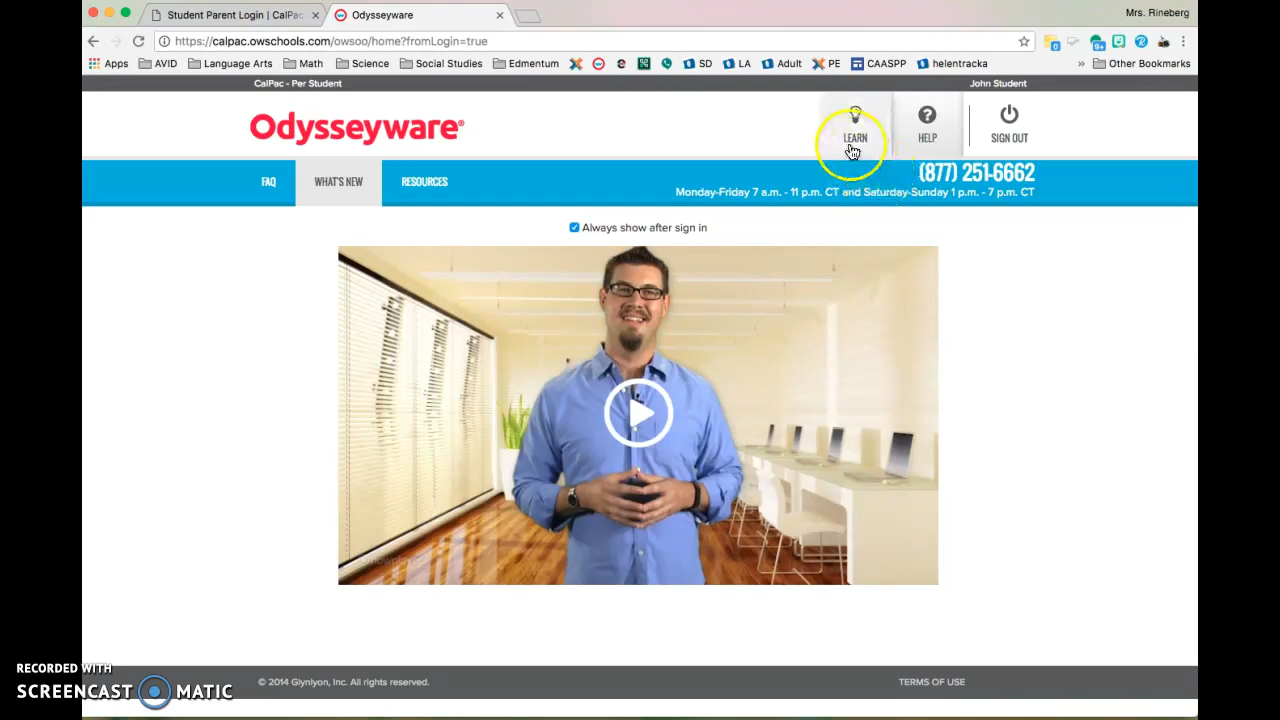 Student Parent Login | CalPac
Odysseyware
Mrs. Rineberg
https://calpac.owschools.com/owsoo/home?fromLogin=true
0
9+
Apps
AVID
Language Arts
Math
Science
Social Studies
Edmentum
SD
LA
Adult
PE
CAASPP
helentracka
»
Other Bookmarks
CalPac - Per Student
John Student
Odysseyware®
LEARN
HELP
SIGN OUT
FAQ
WHAT'S NEW
RESOURCES
(877) 251-6662
Monday-Friday 7 a.m. - 11 p.m. CT and Saturday-Sunday 1 p.m. - 7 p.m. CT
Always show after sign in
© 2014 Glynlyon, Inc. All rights reserved.
TERMS OF USE
RECORDED WITH
SCREENCAST MATIC